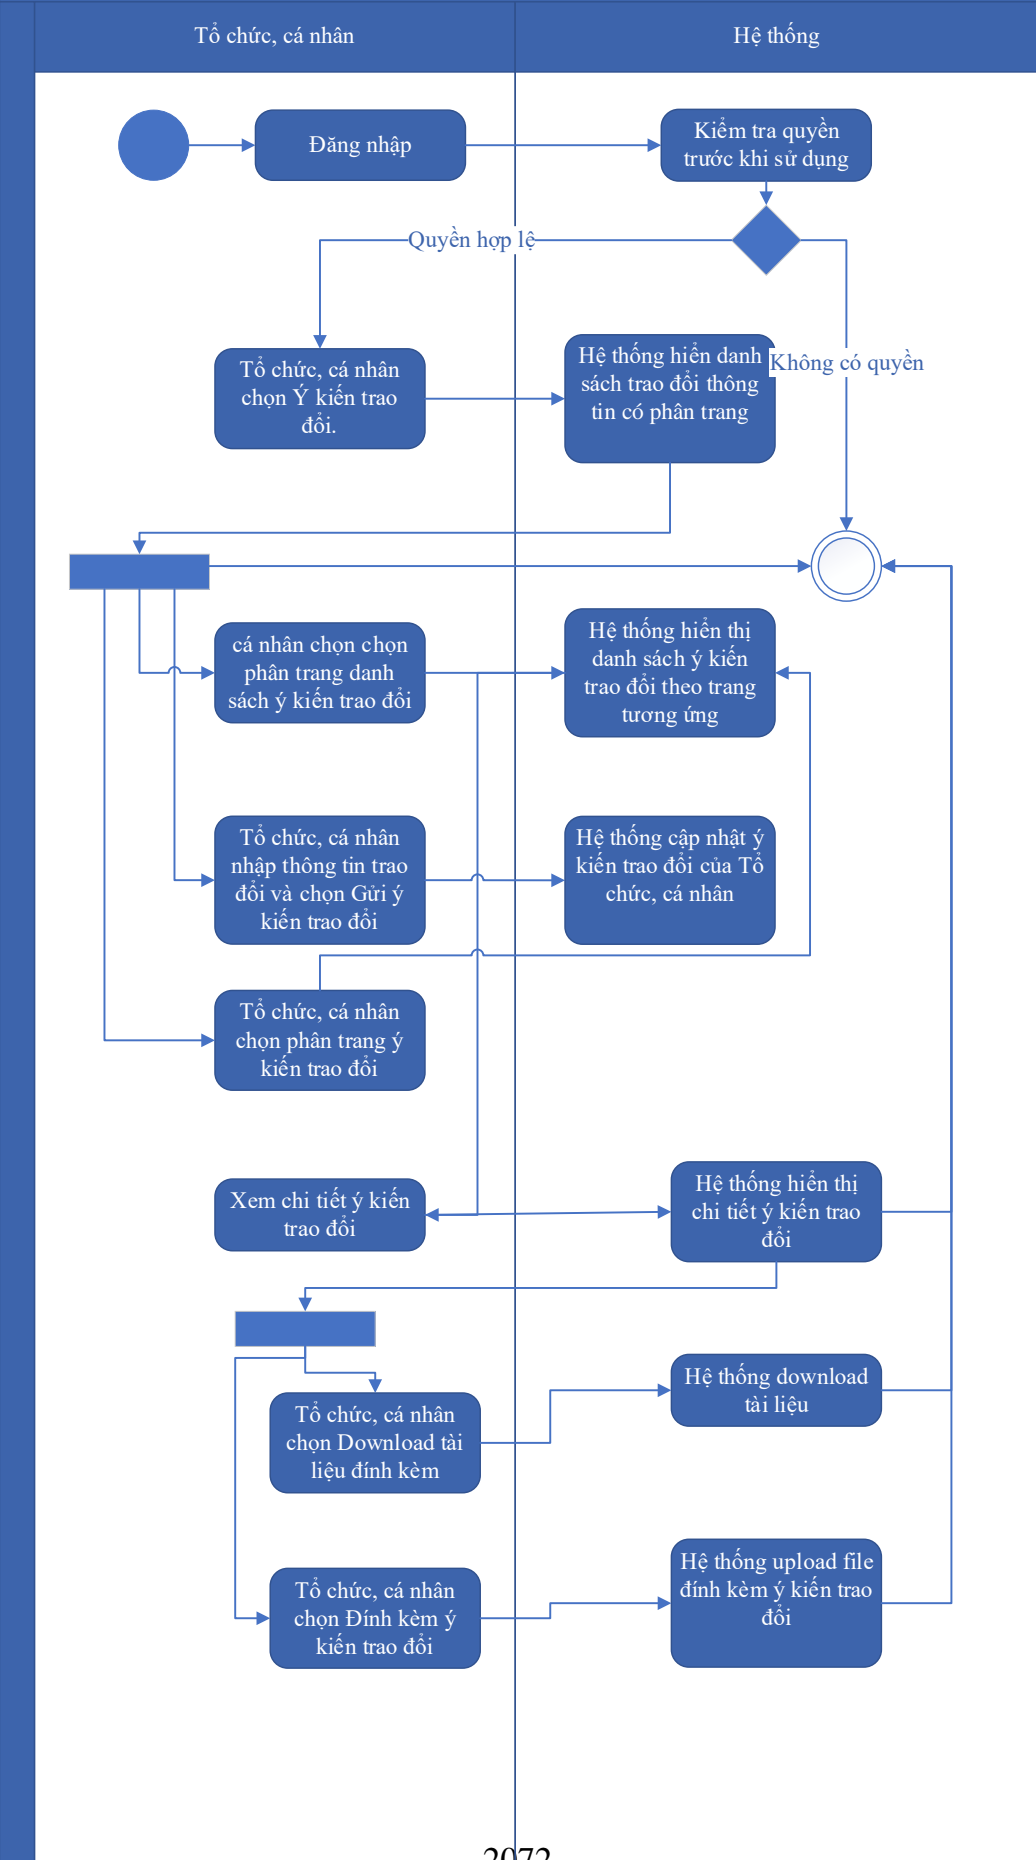 Tổ chức, cá nhân
Hệ thống
Đăng nhập
Kiểm tra quyền
trước khi sử dụng
Quyền hợp lệ
Tổ chức, cá nhân
chọn Ý kiến trao
đổi.
Hệ thống hiển danh
sách trao đổi thông
tin có phân trang
Không có quyền
cá nhân chọn chọn
phân trang danh
sách ý kiến trao đổi
Hệ thống hiển thị
danh sách ý kiến
trao đổi theo trang
tương ứng
Tổ chức, cá nhân
nhập thông tin trao
đổi và chọn Gửi ý
kiến trao đổi
Hệ thống cập nhật ý
kiến trao đổi của Tổ
chức, cá nhân
Tổ chức, cá nhân
chọn phân trang ý
kiến trao đổi
Xem chi tiết ý kiến
trao đổi
Hệ thống hiển thị
chi tiết ý kiến trao
đổi
Tổ chức, cá nhân
chọn Download tài
liệu đính kèm
Hệ thống download
tài liệu
Tổ chức, cá nhân
chọn Đính kèm ý
kiến trao đổi
Hệ thống upload file
đính kèm ý kiến trao
đổi
2072